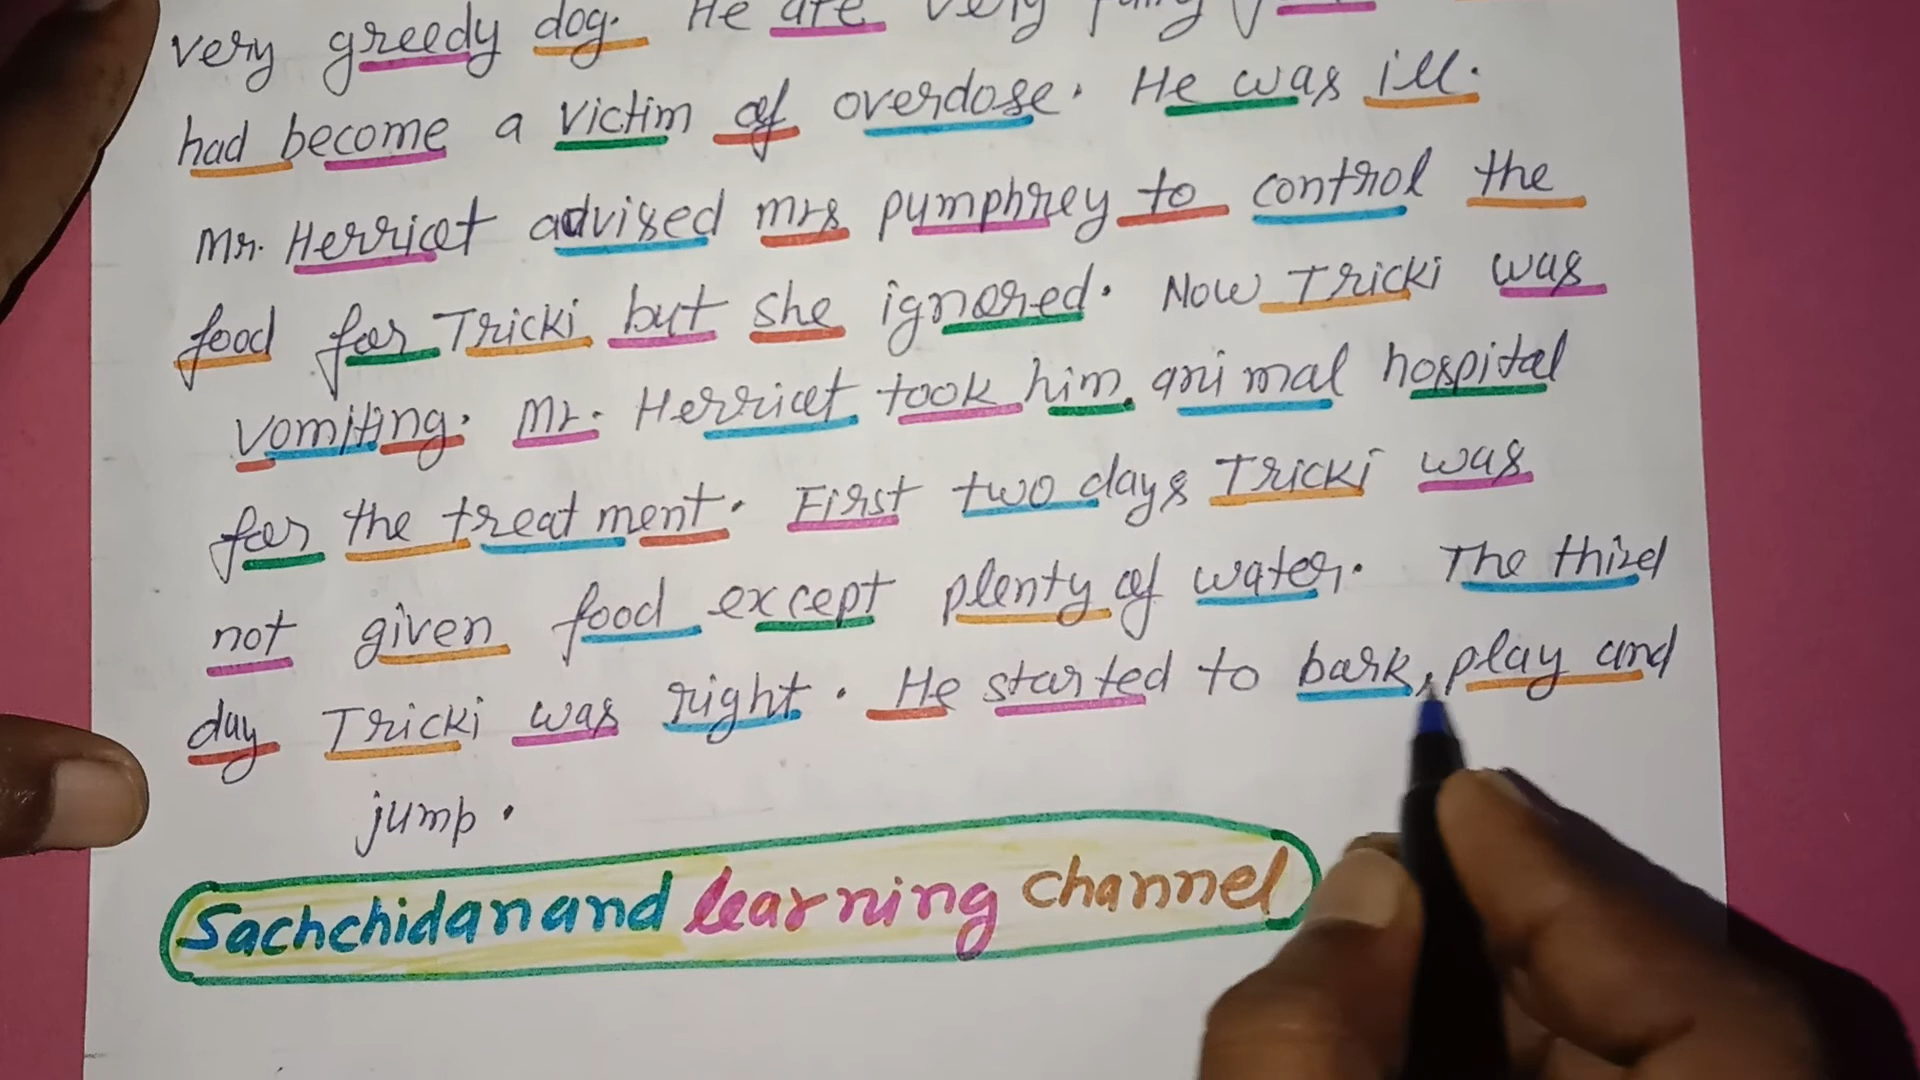 very greedy dog. He are very
had become a victim of overdose. He was ill.
Mr. Herriot advised mrs pumphrey to control the
food for Tricki but she ignored. Now Tricki was
vomiting. Mr. Herriot took him animal hospital
for the treatment. First two days Tricki was
not given food except plenty of water. The third
day Tricki was right. He started to bark, play and
jump.
Sachchidanand learning channel